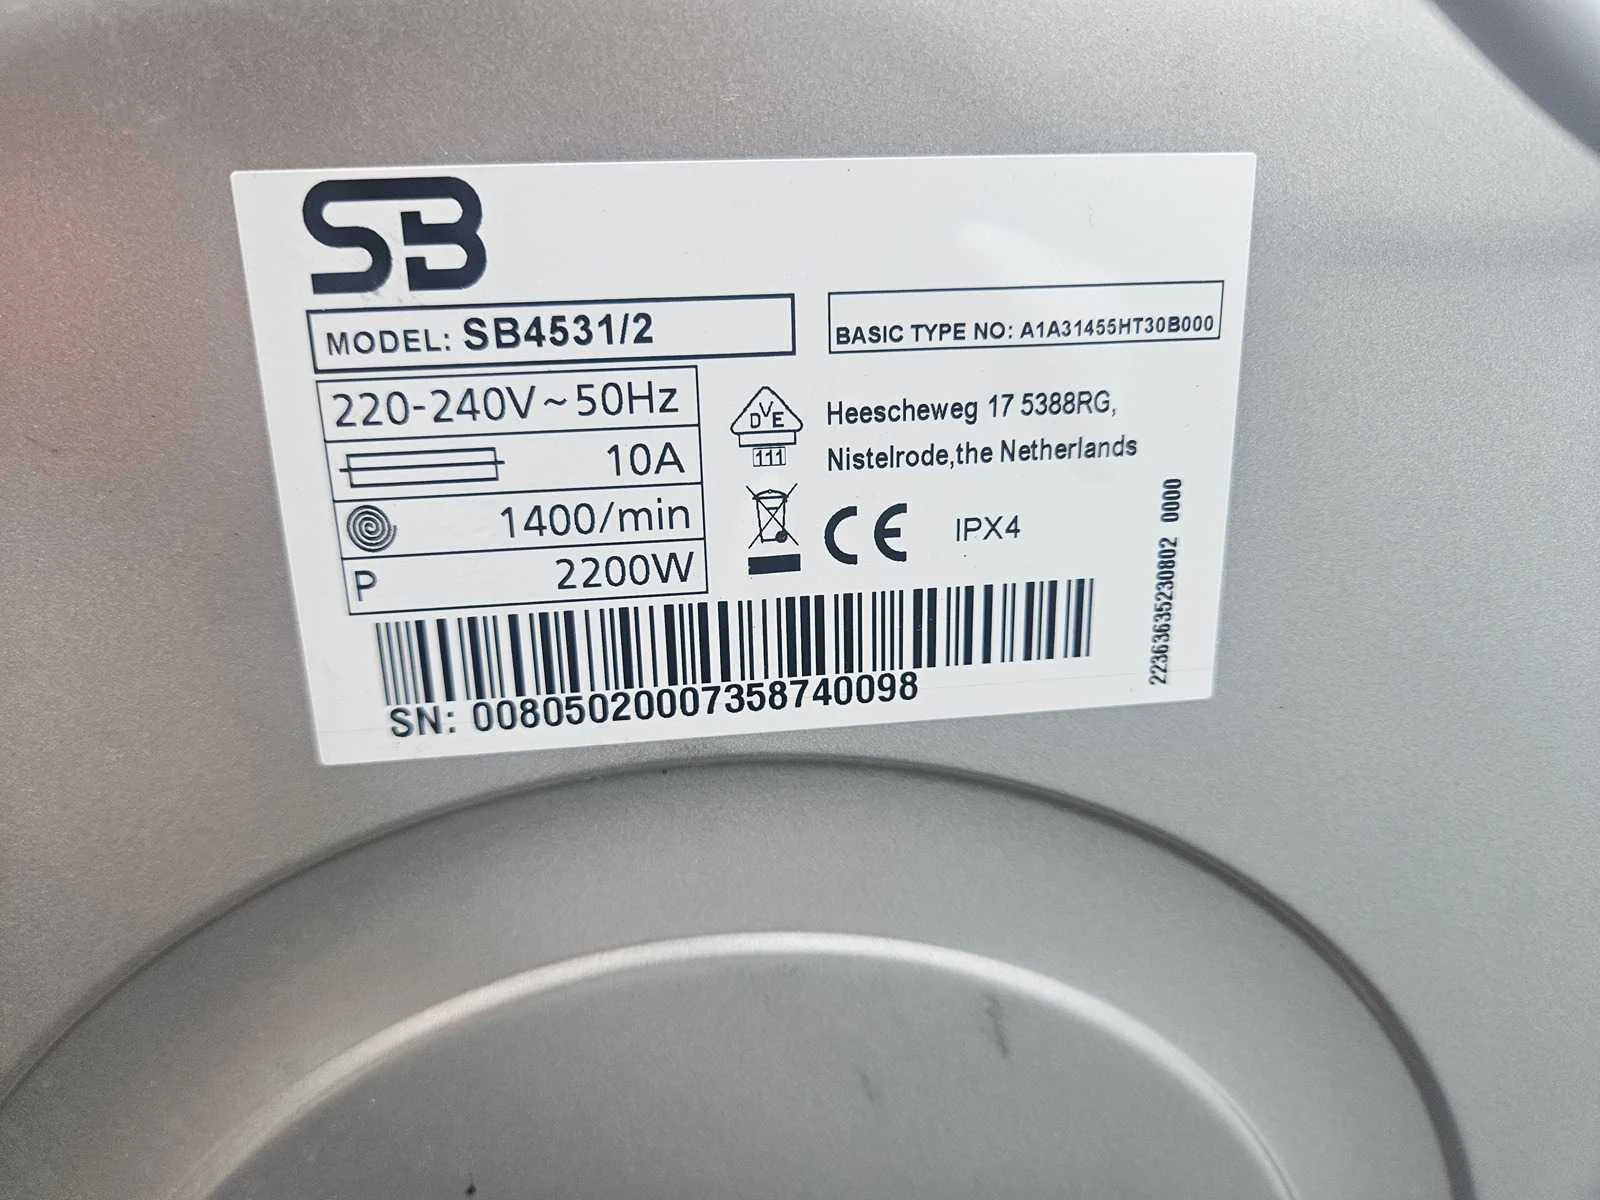 SB
MODEL: SB4531/2
BASIC TYPE NO: A1A31455HT30B000
220-240V~50Hz
10A
1400/min
P 2200W
DVE
111
Heescheweg 17 5388RG,
Nistelrode,the Netherlands
CE IPX4
SN: 00805020007358740098
22363635230802 0000